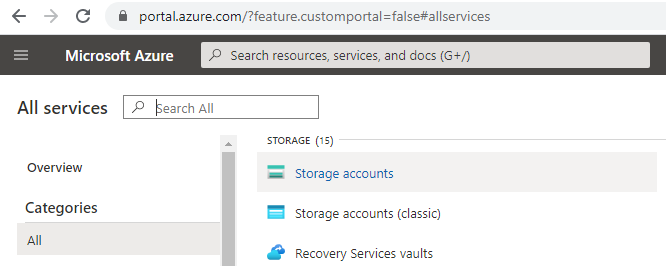 portal.azure.com/?feature.customportal=false#allservices
Microsoft Azure
Search resources, services, and docs (G+/)
All services
Search All
STORAGE (15)
Overview
Storage accounts
Categories
Storage accounts (classic)
All
Recovery Services vaults